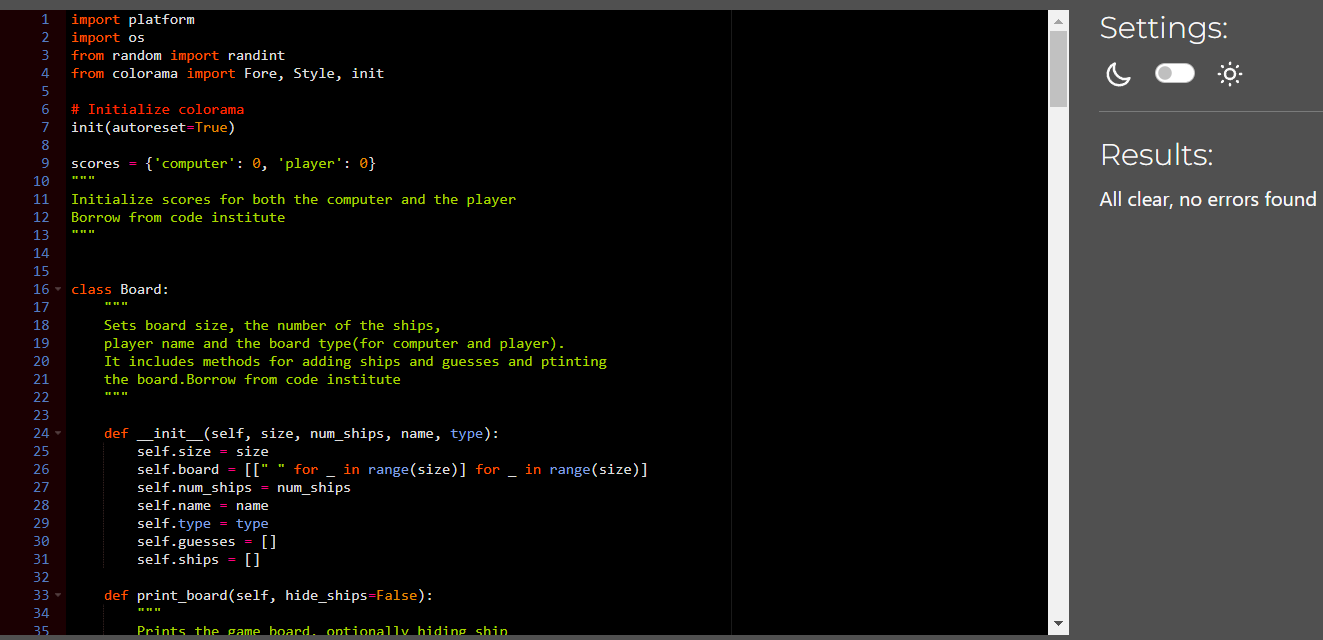 1 import platform
2 import os
3 from random import randint
4 from colorama import Fore, Style, init
5
6 # Initialize colorama
7 init(autoreset=True)
8
9 scores = {'computer': 0, 'player': 0}
10 """
11 Initialize scores for both the computer and the player
12 Borrow from code institute
13 """
14
15
16 class Board:
17     """
18     Sets board size, the number of the ships,
19     player name and the board type(for computer and player).
20     It includes methods for adding ships and guesses and ptinting
21     the board.Borrow from code institute
22     """
23
24     def __init__(self, size, num_ships, name, type):
25         self.size = size
26         self.board = [[" " for _ in range(size)] for _ in range(size)]
27         self.num_ships = num_ships
28         self.name = name
29         self.type = type
30         self.guesses = []
31         self.ships = []
32
33     def print_board(self, hide_ships=False):
34         """
35         Prints the game board, optionally hiding ship
Settings:
Results:
All clear, no errors found